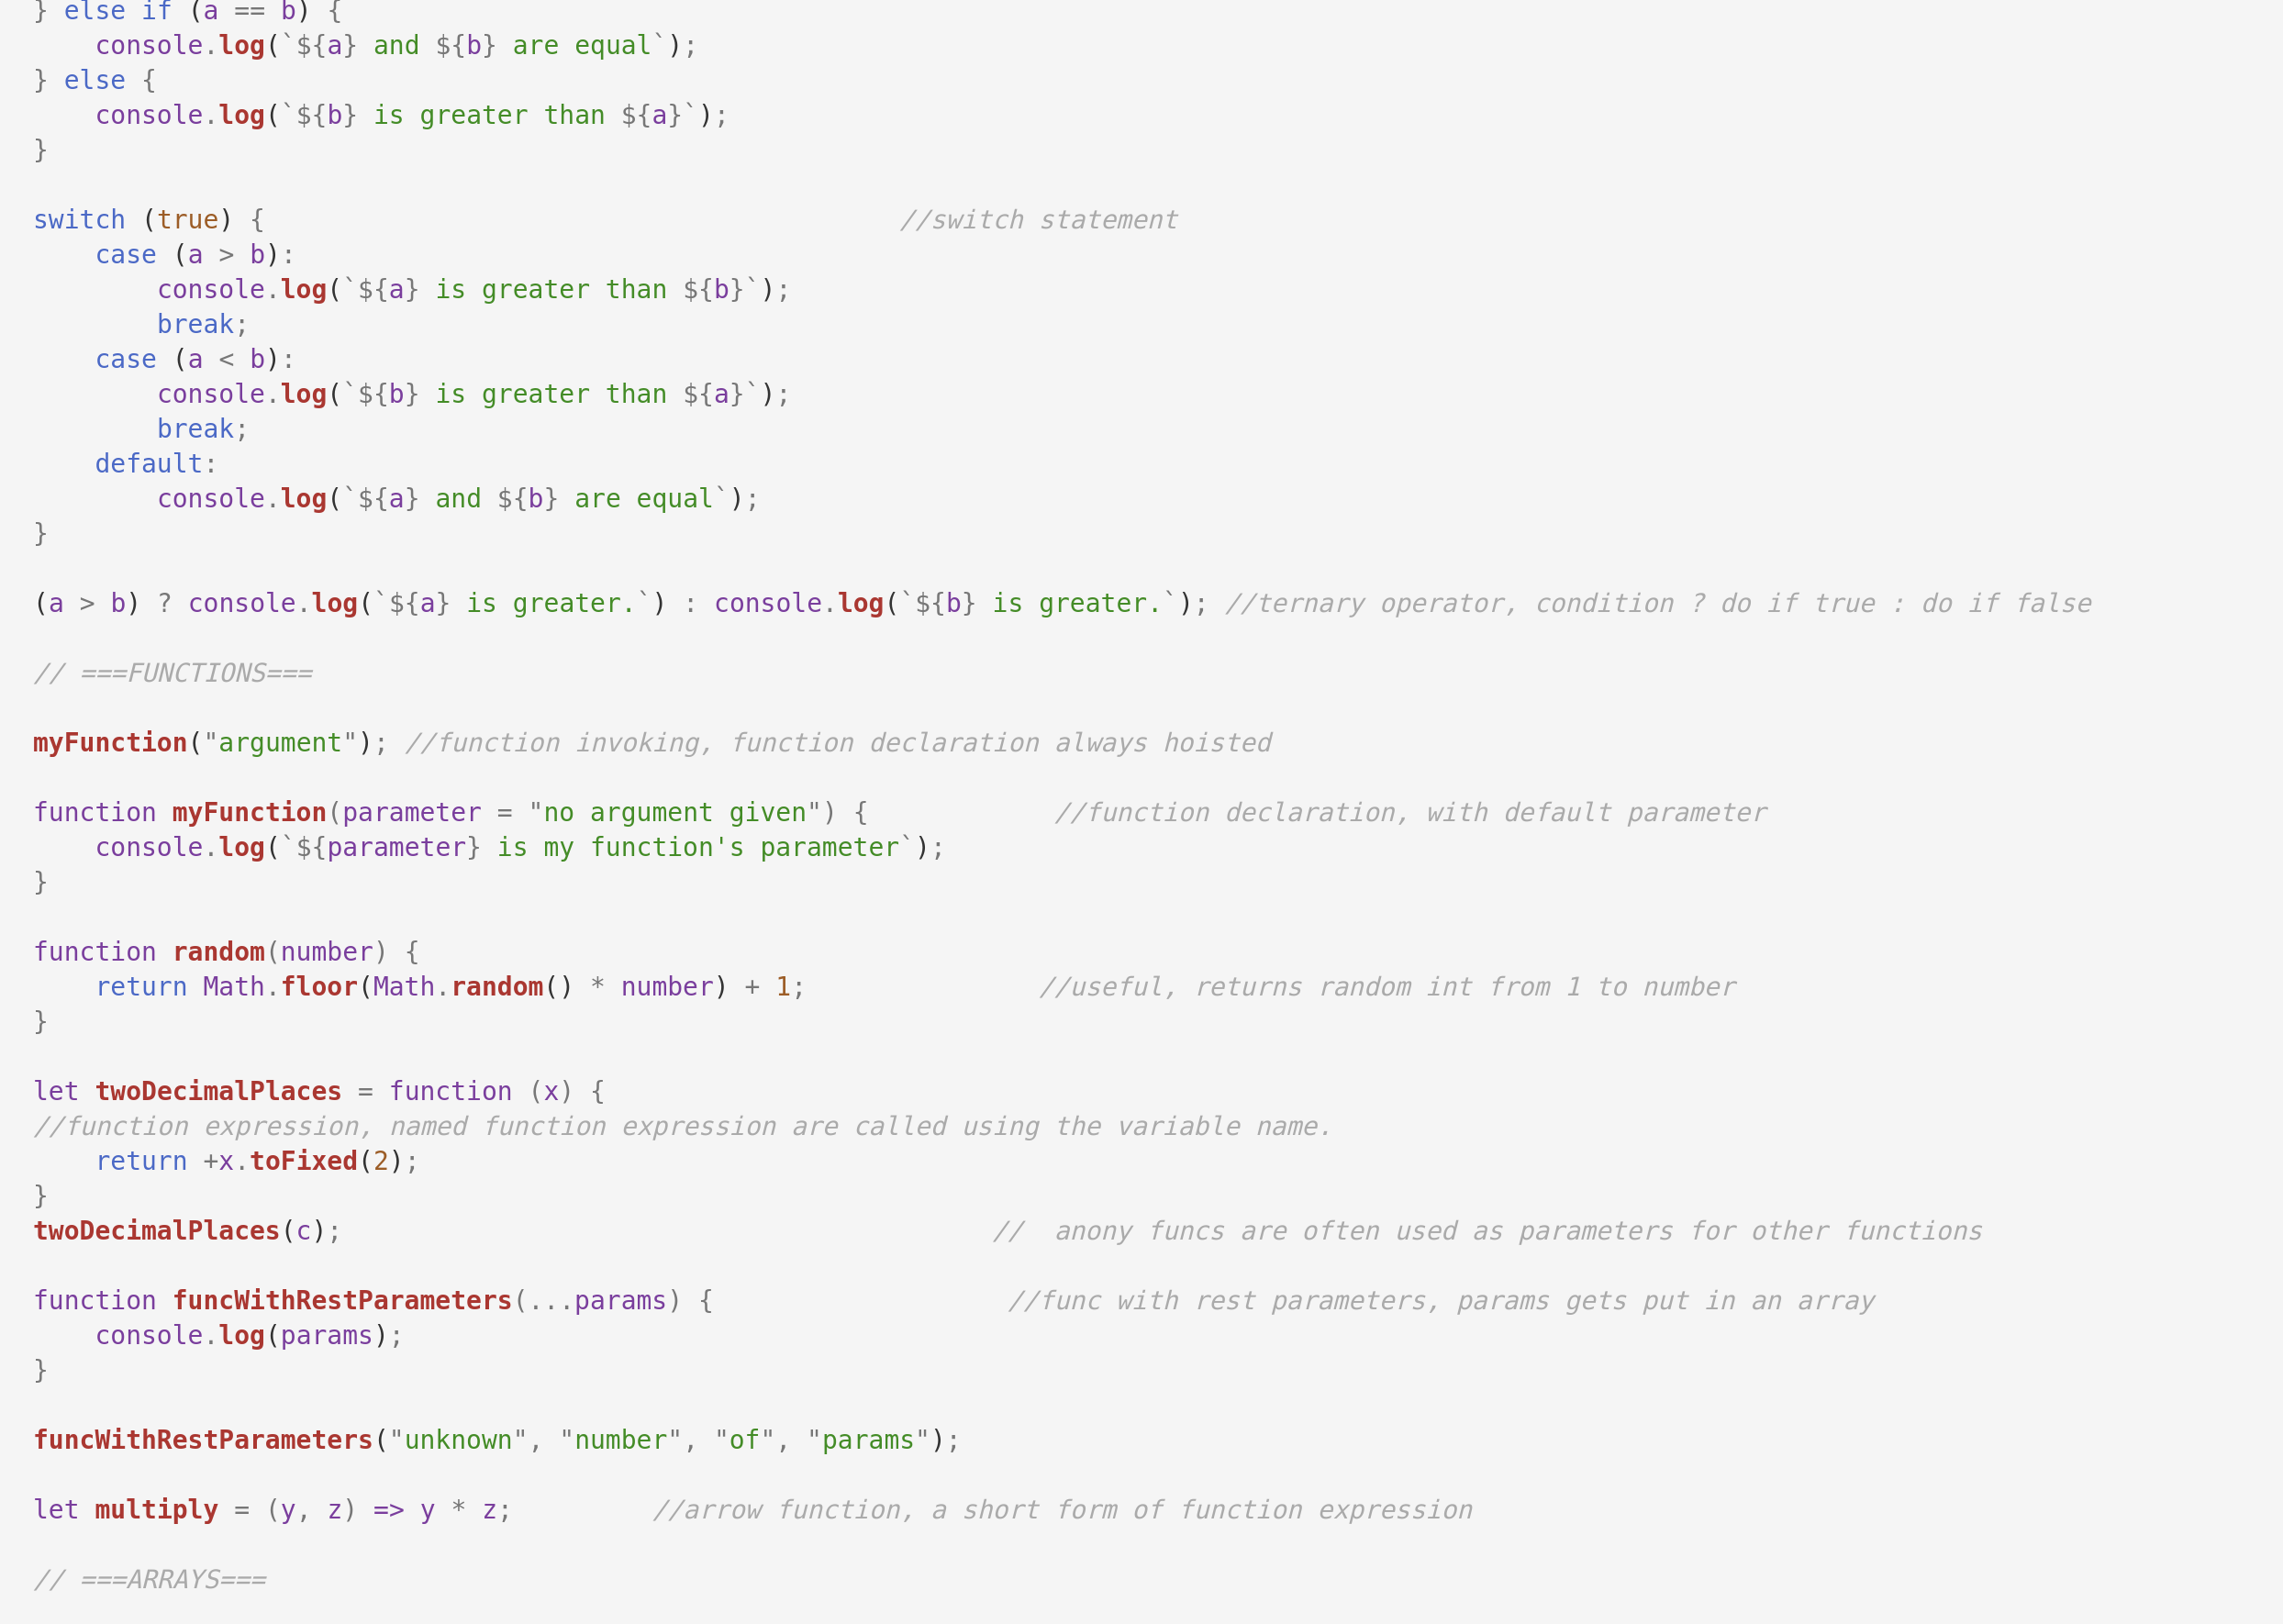 } else if (a == b) {
    console.log(`${a} and ${b} are equal`);
} else {
    console.log(`${b} is greater than ${a}`);
}

switch (true) {                                         //switch statement
    case (a > b):
        console.log(`${a} is greater than ${b}`);
        break;
    case (a < b):
        console.log(`${b} is greater than ${a}`);
        break;
    default:
        console.log(`${a} and ${b} are equal`);
}

(a > b) ? console.log(`${a} is greater.`) : console.log(`${b} is greater.`); //ternary operator, condition ? do if true : do if false

// ===FUNCTIONS===

myFunction("argument"); //function invoking, function declaration always hoisted

function myFunction(parameter = "no argument given") {            //function declaration, with default parameter
    console.log(`${parameter} is my function's parameter`);
}

function random(number) {
    return Math.floor(Math.random() * number) + 1;               //useful, returns random int from 1 to number
}

let twoDecimalPlaces = function (x) {
//function expression, named function expression are called using the variable name.
    return +x.toFixed(2);
}
twoDecimalPlaces(c);                                          //  anony funcs are often used as parameters for other functions

function funcWithRestParameters(...params) {                   //func with rest parameters, params gets put in an array
    console.log(params);
}

funcWithRestParameters("unknown", "number", "of", "params");

let multiply = (y, z) => y * z;         //arrow function, a short form of function expression

// ===ARRAYS===